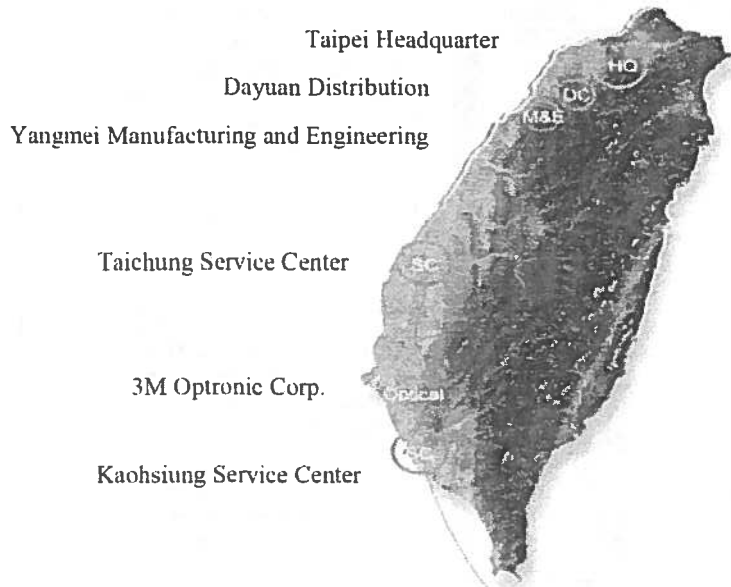 Taipei Headquarter
HQ
Dayuan Distribution
DC
M&E
Yangmei Manufacturing and Engineering
Taichung Service Center
SC
3M Optronic Corp.
Optical
Kaohsiung Service Center